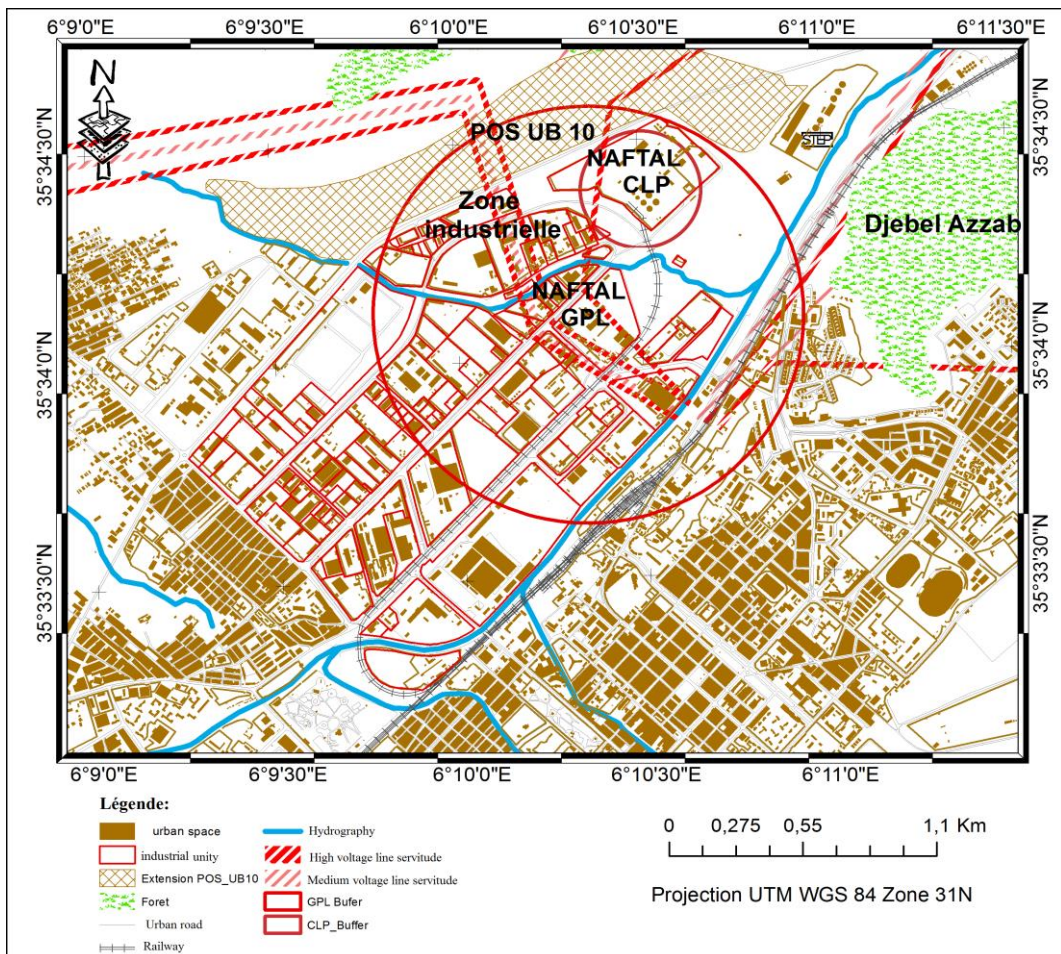 6°9'0"E 6°9'30"E 6°10'0"E 6°10'30"E 6°11'0"E 6°11'30"E
N
35°34'30"N 35°34'30"N
POS UB 10
STEP
NAFTAL
CLP
Zone
industrielle
Djebel Azzab
NAFTAL
GPL
35°34'0"N 35°34'0"N
35°33'30"N 35°33'30"N
6°9'0"E 6°9'30"E 6°10'0"E 6°10'30"E 6°11'0"E
Légende:
urban space
industrial unity
Extension POS_UB10
Foret
Urban road
Railway
Hydrography
High voltage line servitude
Medium voltage line servitude
GPL Bufer
CLP_Buffer
0 0,275 0,55 1,1 Km
Projection UTM WGS 84 Zone 31N